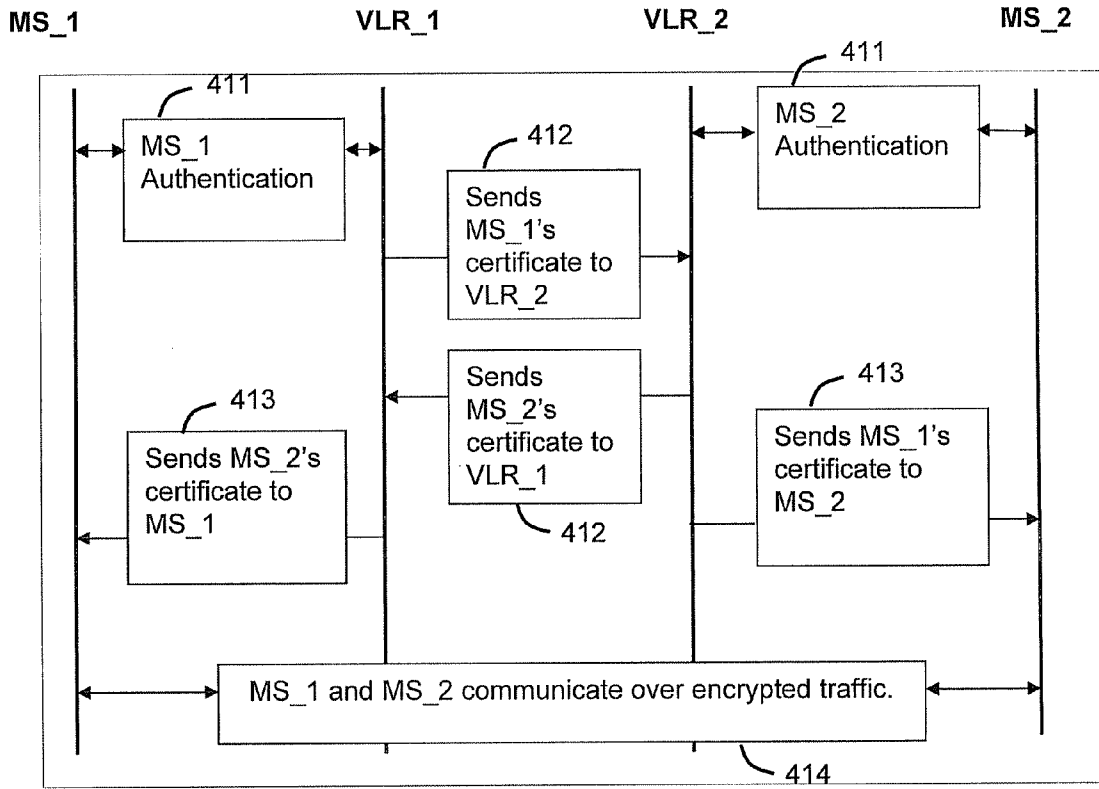 MS_1
VLR_1
VLR_2
MS_2
411
MS_1
Authentication
411
MS_2
Authentication
412
Sends
MS_1's
certificate to
VLR_2
Sends
MS_2's
certificate to
VLR_1
412
413
Sends MS_2's
certificate to
MS_1
413
Sends MS_1's
certificate to
MS_2
MS_1 and MS_2 communicate over encrypted traffic.
414